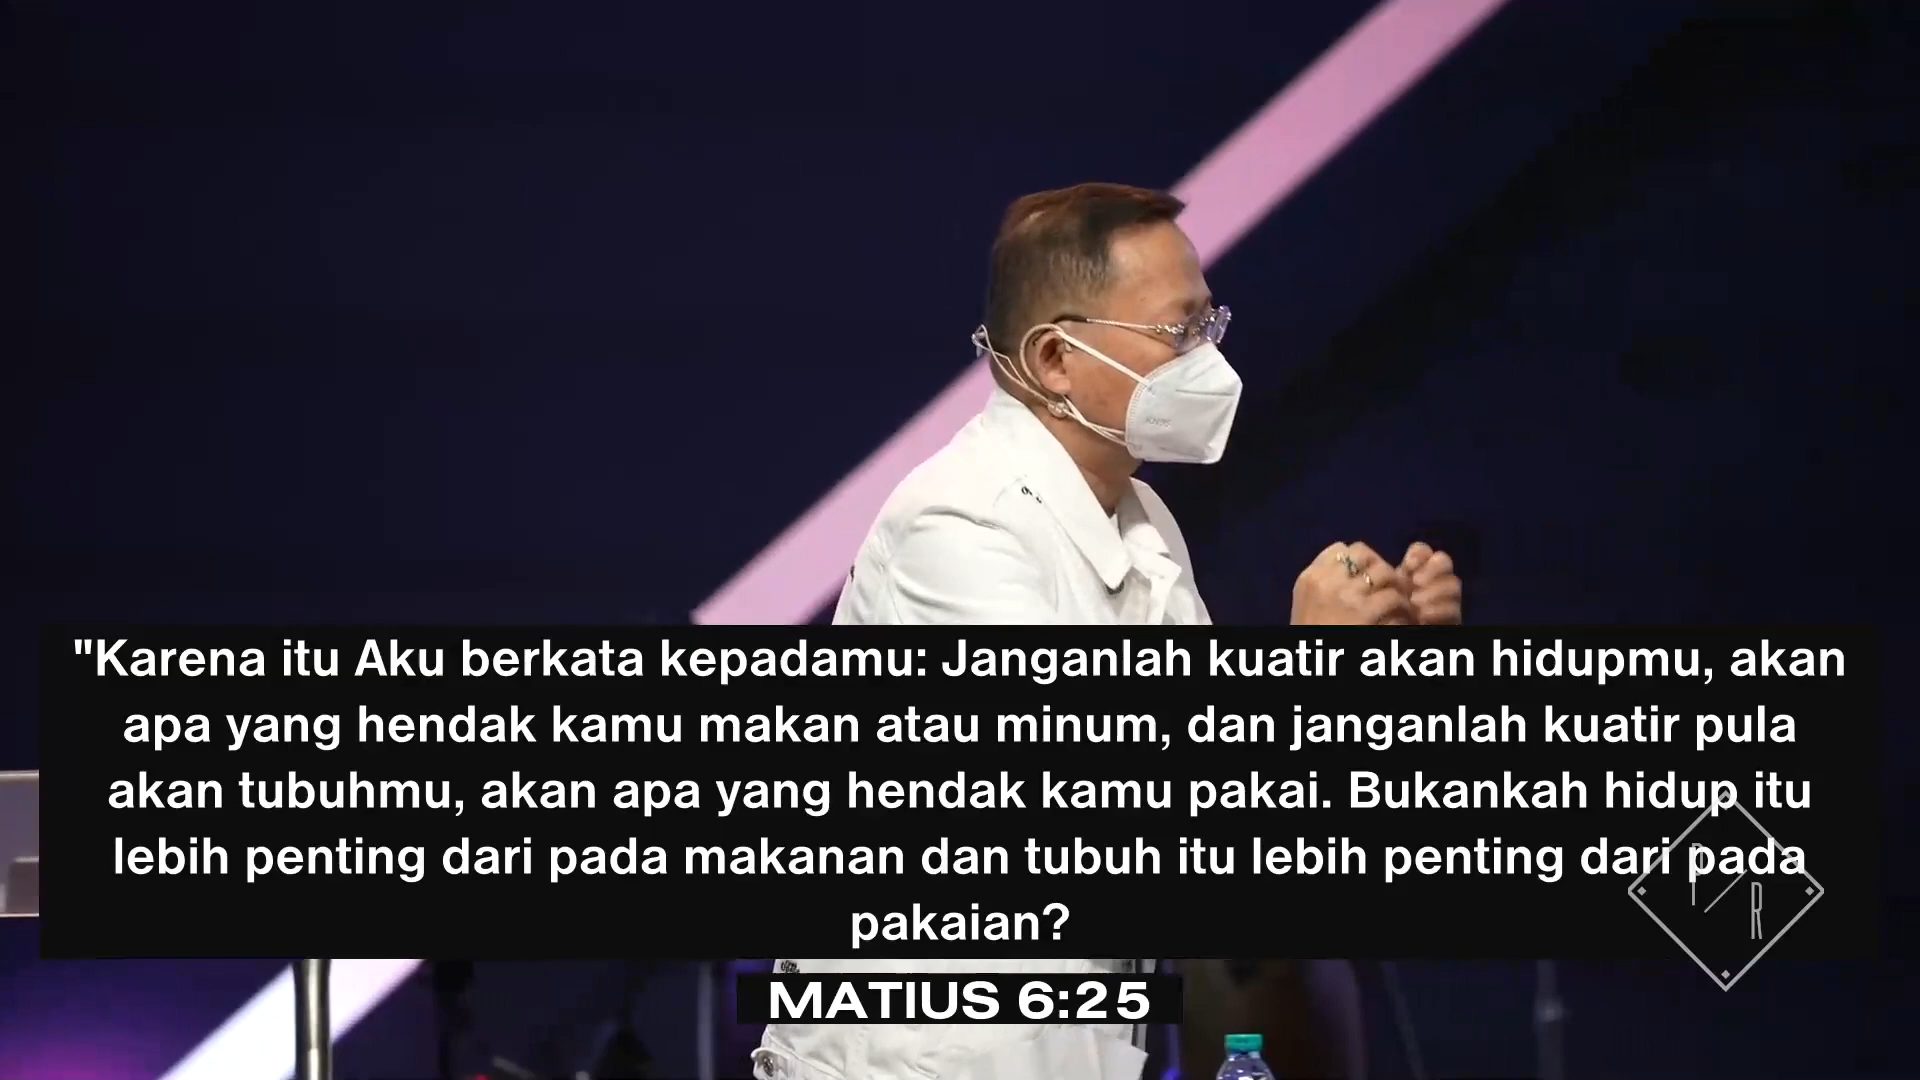 "Karena itu Aku berkata kepadamu: Janganlah kuatir akan hidupmu, akan
apa yang hendak kamu makan atau minum, dan janganlah kuatir pula
akan tubuhmu, akan apa yang hendak kamu pakai. Bukankah hidup itu
lebih penting dari pada makanan dan tubuh itu lebih penting dari pada
pakaian?
P/R
MATIUS 6:25